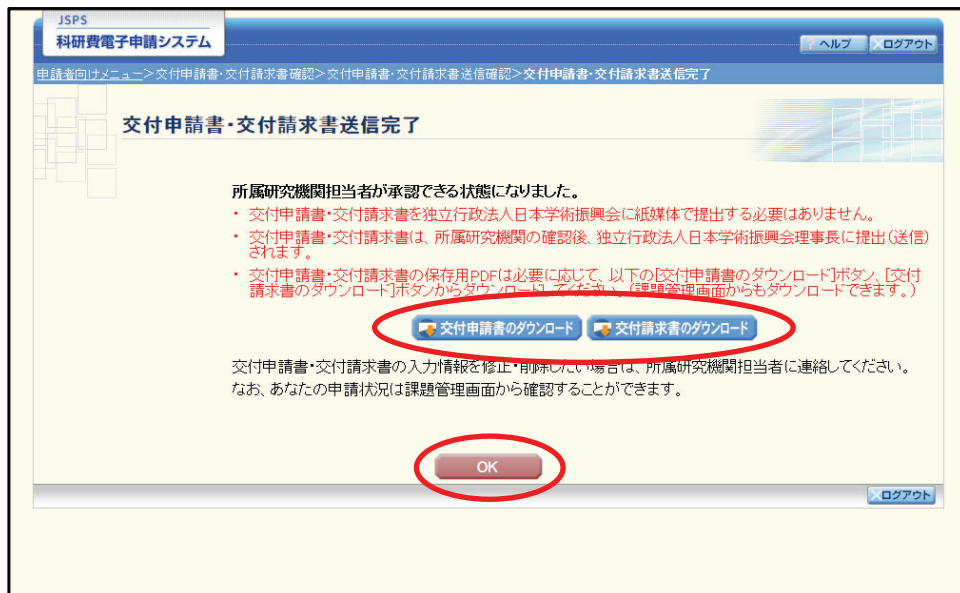 JSPS
科研費電子申請システム
? ヘルプ
ログアウト
申請者向けメニュー>交付申請書・交付請求書確認>交付申請書・交付請求書送信確認>交付申請書・交付請求書送信完了
交付申請書・交付請求書送信完了
所属研究機関担当者が承認できる状態になりました。
・ 交付申請書・交付請求書を独立行政法人日本学術振興会に紙媒体で提出する必要はありません。
・ 交付申請書・交付請求書は、所属研究機関の確認後、独立行政法人日本学術振興会理事長に提出(送信)
されます。
・ 交付申請書・交付請求書の保存用PDFは必要に応じて、以下の[交付申請書のダウンロード]ボタン、[交付
請求書のダウンロード]ボタンからダウンロードしてください。(課題管理画面からもダウンロードできます。)
交付申請書のダウンロード
交付請求書のダウンロード
交付申請書・交付請求書の入力情報を修正・削除したい場合は、所属研究機関担当者に連絡してください。
なお、あなたの申請状況は課題管理画面から確認することができます。
OK
ログアウト